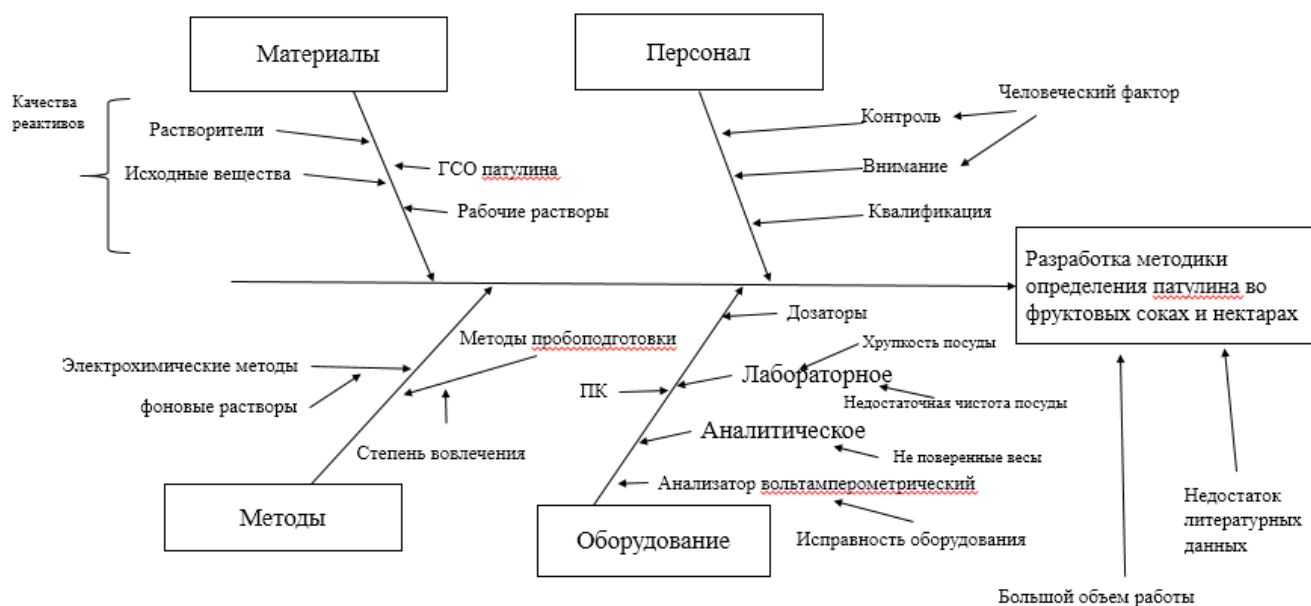 Материалы
Персонал
Качества
реактивов
Растворители
Исходные вещества
ГСО патулина
Рабочие растворы
Человеческий фактор
Контроль
Внимание
Квалификация
Разработка методики
определения патулина во
фруктовых соках и нектарах
Дозаторы
Методы пробоподготовки
Хрупкость посуды
Электрохимические методы
ПК
Лабораторное
фоновые растворы
Недостаточная чистота посуды
Аналитическое
Степень вовлечения
Не поверенные весы
Анализатор вольтамперометрический
Методы
Оборудование
Исправность оборудования
Недостаток
литературных
данных
Большой объем работы